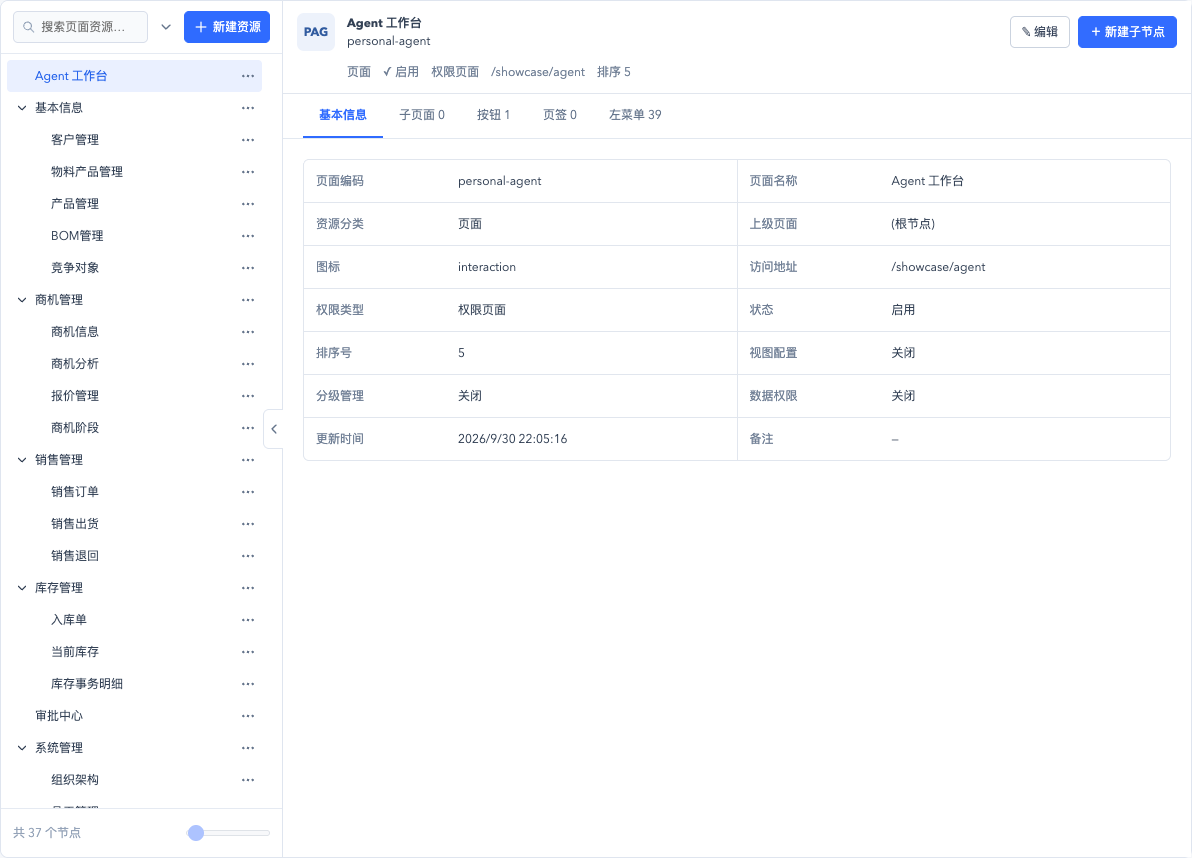 搜索页面资源...
+ 新建资源
Agent 工作台
基本信息
客户管理
物料产品管理
产品管理
BOM管理
竞争对象
商机管理
商机信息
商机分析
报价管理
商机阶段
销售管理
销售订单
销售出货
销售退回
库存管理
入库单
当前库存
库存事务明细
审批中心
系统管理
组织架构
共 37 个节点
PAG
Agent 工作台
personal-agent
✎ 编辑
+ 新建子节点
页面 ✓ 启用 权限页面 /showcase/agent 排序 5
基本信息 子页面 0 按钮 1 页签 0 左菜单 39
页面编码 personal-agent 页面名称 Agent 工作台
资源分类 页面 上级页面 (根节点)
图标 interaction 访问地址 /showcase/agent
权限类型 权限页面 状态 启用
排序号 5 视图配置 关闭
分级管理 关闭 数据权限 关闭
更新时间 2026/9/30 22:05:16 备注 –